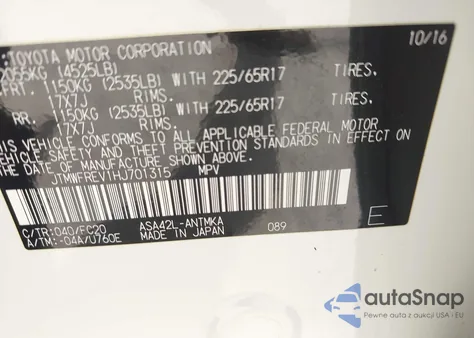 :TOYOTA MOTOR CORPORATION 10/16
2055KG (4525LB)
FRT. 1150KG (2535LB) WITH 225/65R17 TIRES.
17X7J RIMS.
RR. 1150KG (2535LB) WITH 225/65R17 TIRES.
17X7J RIMS.
THIS VEHICLE CONFORMS TO ALL APPLICABLE FEDERAL MOTOR
VEHICLE SAFETY AND THEFT PREVENTION STANDARDS IN EFFECT ON
THE DATE OF MANUFACTURE SHOWN ABOVE.
JTMWFREV1HJ701315 MPV
C/TR:040/FC20 ASA42L-ANTMKA 089 E
A/TM:-04A/U760E MADE IN JAPAN
autoSnap
Pewne auta z aukcji USA i EU